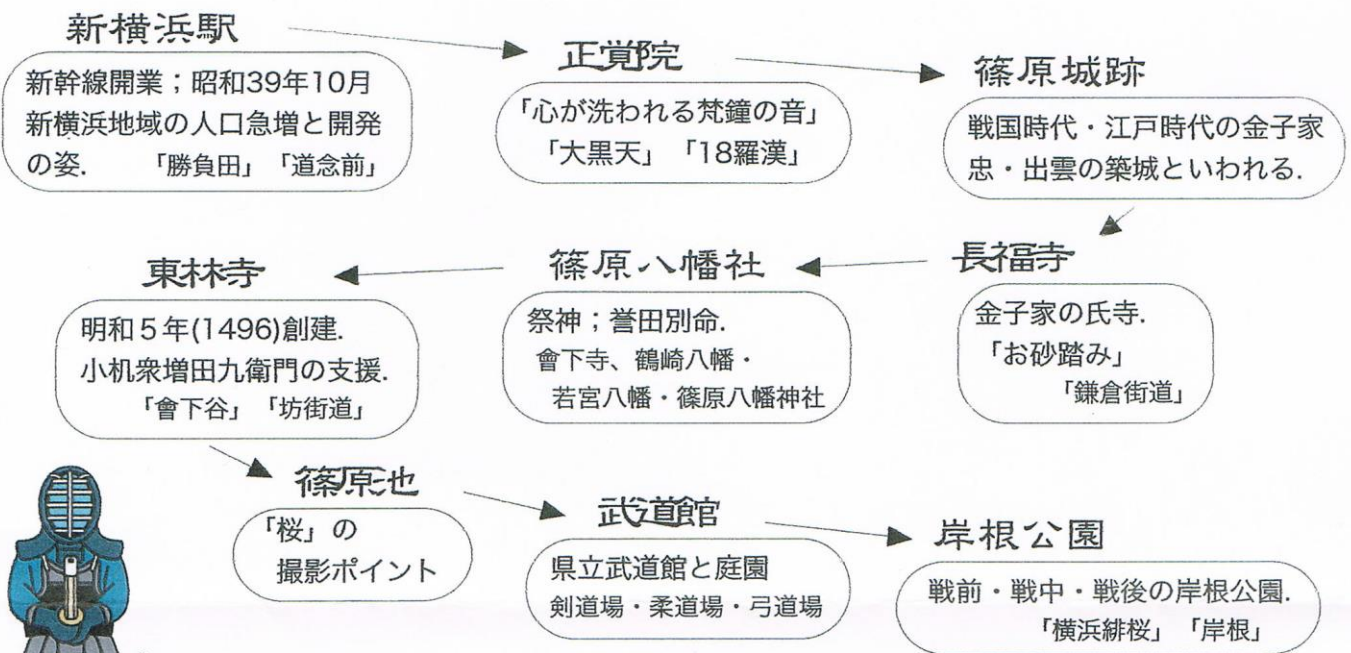 新横浜駅
新幹線開業；昭和39年10月
新横浜地域の人口急増と開発
の姿.　「勝負田」「道念前」
正覚院
「心が洗われる梵鐘の音」
「大黒天」「18羅漢」
篠原城跡
戦国時代・江戸時代の金子家
忠・出雲の築城といわれる.
長福寺
金子家の氏寺.
「お砂踏み」
「鎌倉街道」
篠原八幡社
祭神；誉田別命.
會下寺、鶴崎八幡・
若宮八幡・篠原八幡神社
東林寺
明和５年(1496)創建.
小机衆増田九衛門の支援.
「會下谷」「坊街道」
篠原池
「桜」の
撮影ポイント
武道館
県立武道館と庭園
剣道場・柔道場・弓道場
岸根公園
戦前・戦中・戦後の岸根公園.
「横浜緋桜」「岸根」